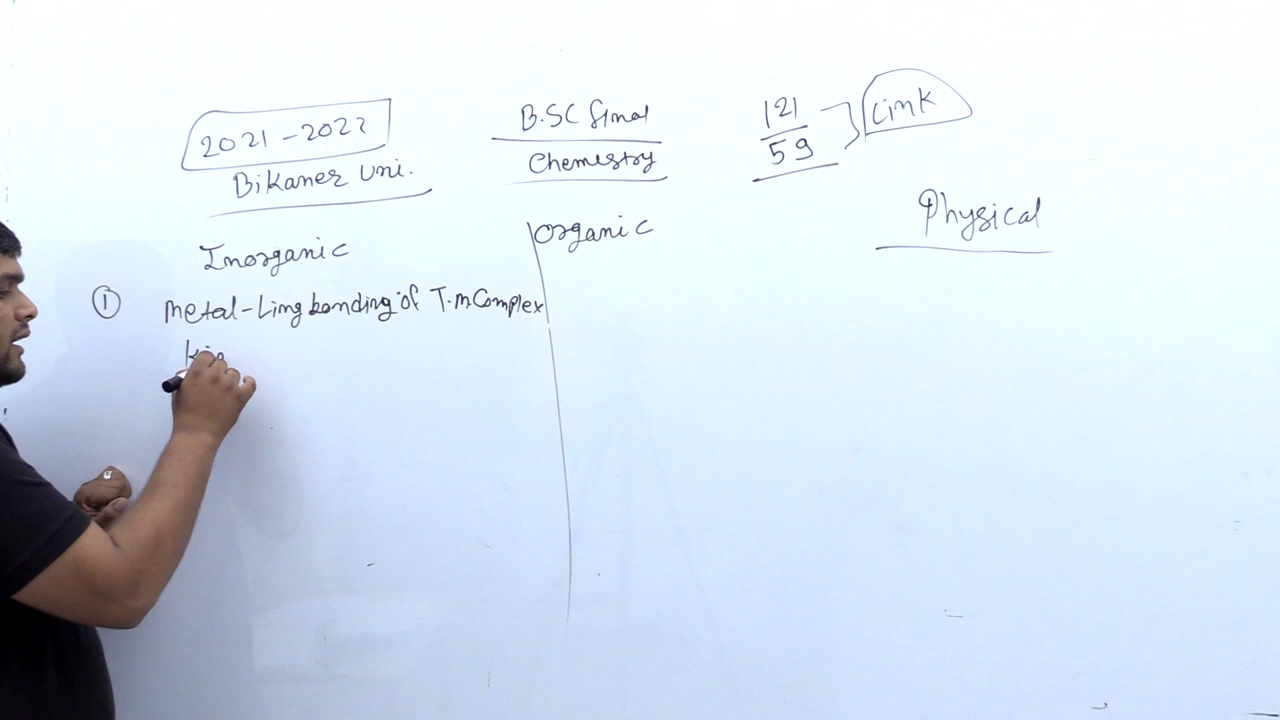 2021-2022
Bikaner Uni.
B.SC final
Chemistry
121
59
Link
Inorganic
Organic
Physical
① Metal-Ling bonding of T.M Complex
kin